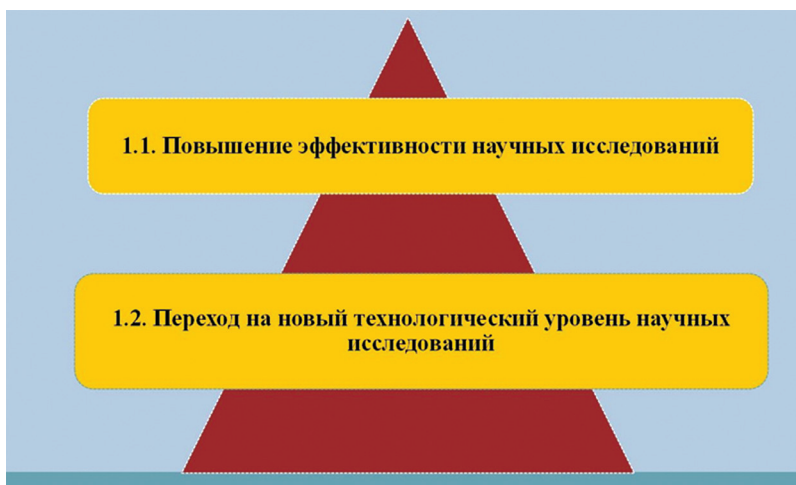 1.1. Повышение эффективности научных исследований
1.2. Переход на новый технологический уровень научных
исследований